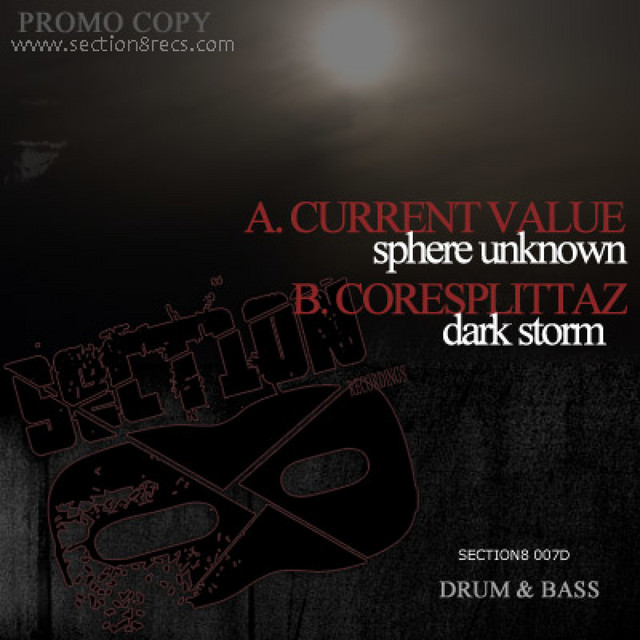 PROMO COPY
www.section8recs.com
A. CURRENT VALUE
sphere unknown
B. CORESPLITTAZ
dark storm
SECTION
RECORDINGS
SECTION8 007D
DRUM & BASS